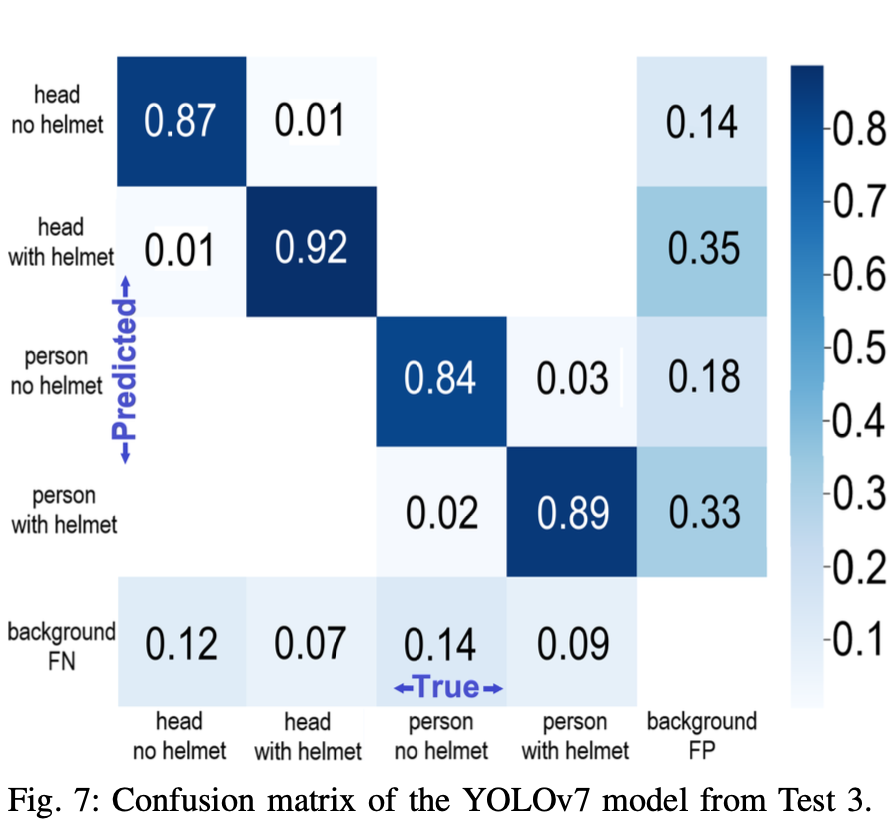 head
no helmet
0.87
0.01
0.14
0.8
0.7
head
with helmet
0.01
0.92
0.35
0.6
0.5
←Predicted→
person
no helmet
0.84
0.03
0.18
0.4
0.3
person
with helmet
0.02
0.89
0.33
0.2
background
FN
0.12
0.07
0.14
0.09
0.1
←True→
head
no helmet
head
with helmet
person
no helmet
person
with helmet
background
FP
Fig. 7: Confusion matrix of the YOLOv7 model from Test 3.